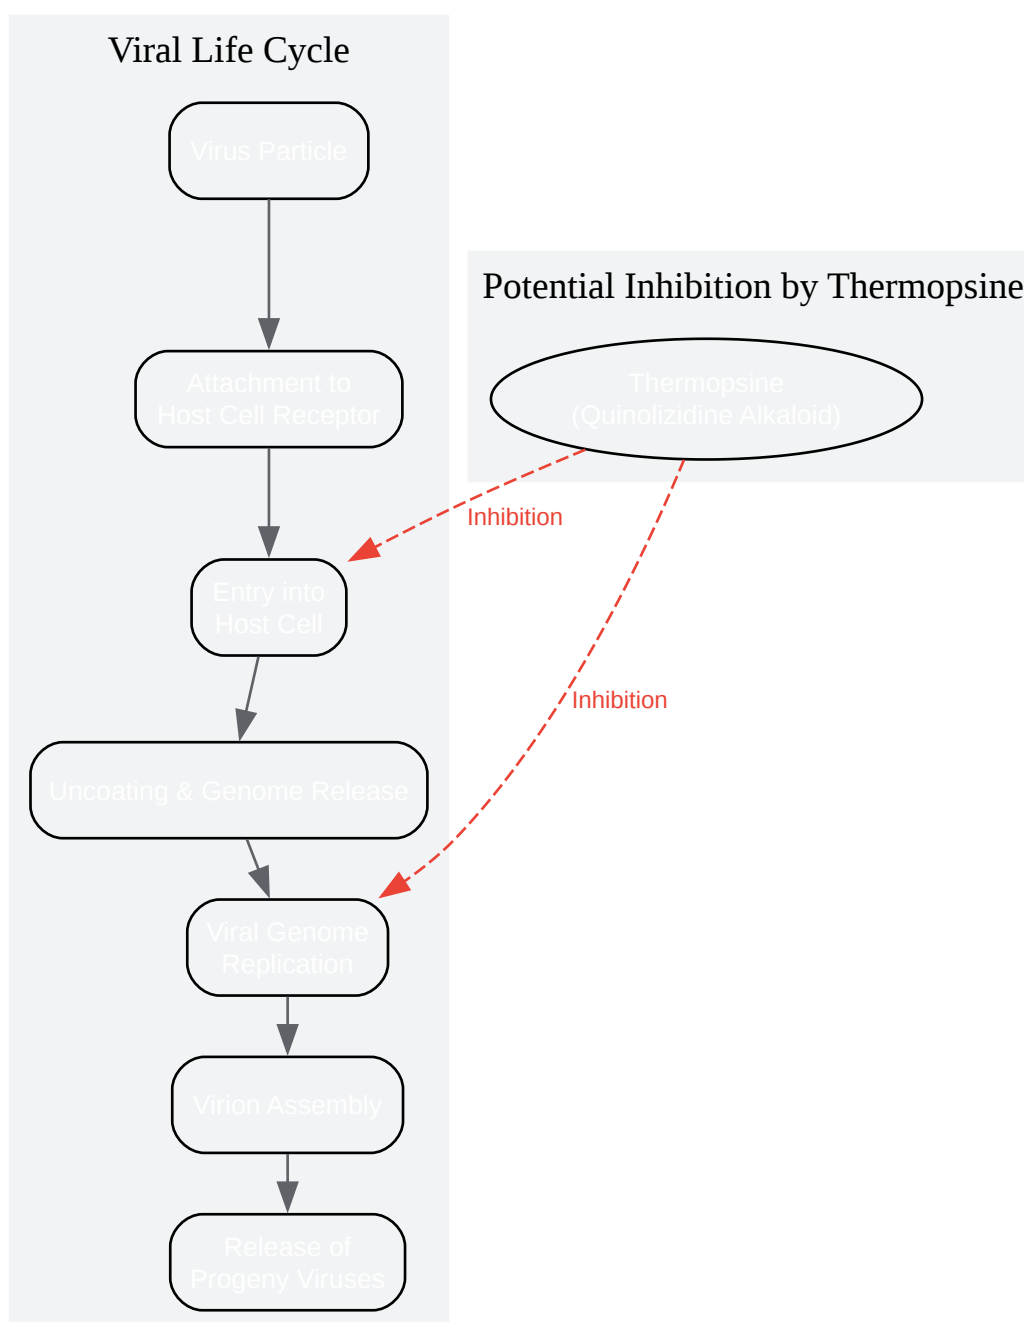 Viral Life Cycle
Virus Particle
Potential Inhibition by Thermopsine
Attachment to
Host Cell Receptor
Thermopsine
(Quinolizidine Alkaloid)
Inhibition
Entry into
Host Cell
Inhibition
Uncoating & Genome Release
Viral Genome
Replication
Virion Assembly
Release of
Progeny Viruses